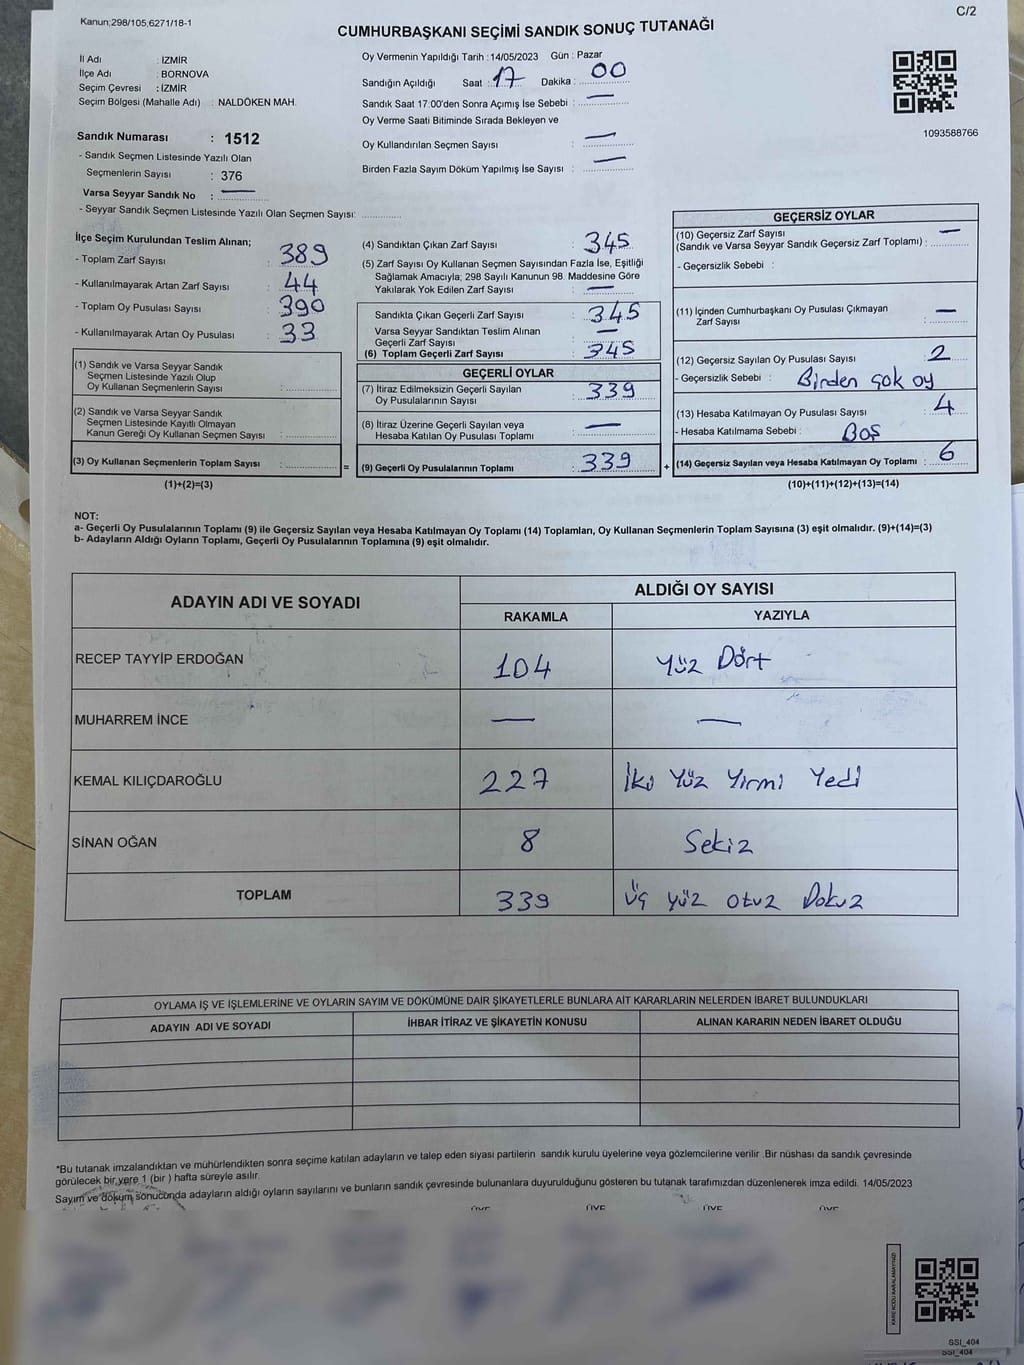 Kanun;298/105,6271/18-1
C/2
CUMHURBAŞKANI SEÇİMİ SANDIK SONUÇ TUTANAĞI
İl Adı : İZMİR
İlçe Adı : BORNOVA
Seçim Çevresi : İZMİR
Seçim Bölgesi (Mahalle Adı) : NALDÖKEN MAH.
Sandık Numarası : 1512
- Sandık Seçmen Listesinde Yazılı Olan
Seçmenlerin Sayısı : 376
Varsa Seyyar Sandık No : —
- Seyyar Sandık Seçmen Listesinde Yazılı Olan Seçmen Sayısı:
Oy Vermenin Yapıldığı Tarih :14/05/2023 Gün : Pazar
Sandığın Açıldığı Saat : 17 Dakika : 00
Sandık Saat 17:00'den Sonra Açımış İse Sebebi : —
Oy Verme Saati Bitiminde Sırada Bekleyen ve
Oy Kullandırılan Seçmen Sayısı : —
Birden Fazla Sayım Döküm Yapılmış İse Sayısı : —
1093588766
İlçe Seçim Kurulundan Teslim Alınan;
- Toplam Zarf Sayısı : 389
- Kullanılmayarak Artan Zarf Sayısı : 44
- Toplam Oy Pusulası Sayısı : 390
- Kullanılmayarak Artan Oy Pusulası : 33
(1) Sandık ve Varsa Seyyar Sandık
Seçmen Listesinde Yazılı Olup
Oy Kullanan Seçmen Sayısı :
(2) Sandık ve Varsa Seyyar Sandık
Seçmen Listesinde Kayıtlı Olmayan
Kanun Gereği Oy Kullanan Seçmen Sayısı :
(3) Oy Kullanan Seçmenlerin Toplam Sayısı : =
(1)+(2)=(3)
(4) Sandıktan Çıkan Zarf Sayısı : 345
(5) Zarf Sayısı Oy Kullanan Seçmen Sayısından Fazla İse, Eşitliği
Sağlamak Amacıyla; 298 Sayılı Kanunun 98. Maddesine Göre
Yakılarak Yok Edilen Zarf Sayısı : —
Sandıkta Çıkan Geçerli Zarf Sayısı : 345
Varsa Seyyar Sandıktan Teslim Alınan
Geçerli Zarf Sayısı : —
(6) Toplam Geçerli Zarf Sayısı : 345
GEÇERLİ OYLAR
(7) İtiraz Edilmeksizin Geçerli Sayılan
Oy Pusulalarının Sayısı : 339
(8) İtiraz Üzerine Geçerli Sayılan veya
Hesaba Katılan Oy Pusulası Toplamı : —
(9) Geçerli Oy Pusulalarının Toplamı : 339 +
GEÇERSİZ OYLAR
(10) Geçersiz Zarf Sayısı —
(Sandık ve Varsa Seyyar Sandık Geçersiz Zarf Toplamı) :
- Geçersizlik Sebebi :
(11) İçinden Cumhurbaşkanı Oy Pusulası Çıkmayan —
Zarf Sayısı :
(12) Geçersiz Sayılan Oy Pusulası Sayısı : 2
- Geçersizlik Sebebi : Birden çok oy
(13) Hesaba Katılmayan Oy Pusulası Sayısı : 4
- Hesaba Katılmama Sebebi : Boş
(14) Geçersiz Sayılan veya Hesaba Katılmayan Oy Toplamı : 6
(10)+(11)+(12)+(13)=(14)
NOT:
a- Geçerli Oy Pusulalarının Toplamı (9) ile Geçersiz Sayılan veya Hesaba Katılmayan Oy Toplamı (14) Toplamları, Oy Kullanan Seçmenlerin Toplam Sayısına (3) eşit olmalıdır. (9)+(14)=(3)
b- Adayların Aldığı Oyların Toplamı, Geçerli Oy Pusulalarının Toplamına (9) eşit olmalıdır.
ADAYIN ADI VE SOYADI ALDIĞI OY SAYISI
RAKAMLA YAZIYLA
RECEP TAYYİP ERDOĞAN 104 Yüz Dört
MUHARREM İNCE — —
KEMAL KILIÇDAROĞLU 227 İki Yüz Yirmi Yedi
SİNAN OĞAN 8 Sekiz
TOPLAM 339 Üç yüz otuz Dokuz
OYLAMA İŞ VE İŞLEMLERİNE VE OYLARIN SAYIM VE DÖKÜMÜNE DAİR ŞİKAYETLERLE BUNLARA AİT KARARLARIN NELERDEN İBARET BULUNDUKLARI
ADAYIN ADI VE SOYADI İHBAR İTİRAZ VE ŞİKAYETİN KONUSU ALINAN KARARIN NEDEN İBARET OLDUĞU
*Bu tutanak imzalandıktan ve mühürlendikten sonra seçime katılan adayların ve talep eden siyasi partilerin sandık kurulu üyelerine veya gözlemcilerine verilir .Bir nüshası da sandık çevresinde
görülecek bir yere 1 (bir ) hafta süreyle asılır.
Sayım ve döküm sonucunda adayların aldığı oyların sayılarını ve bunların sandık çevresinde bulunanlara duyurulduğunu gösteren bu tutanak tarafımızdan düzenlenerek imza edildi. 14/05/2023
ÜYE ÜYE ÜYE ÜYE
KARE KODU KARALAMAYINIZ!
SSI_404
SSI_404